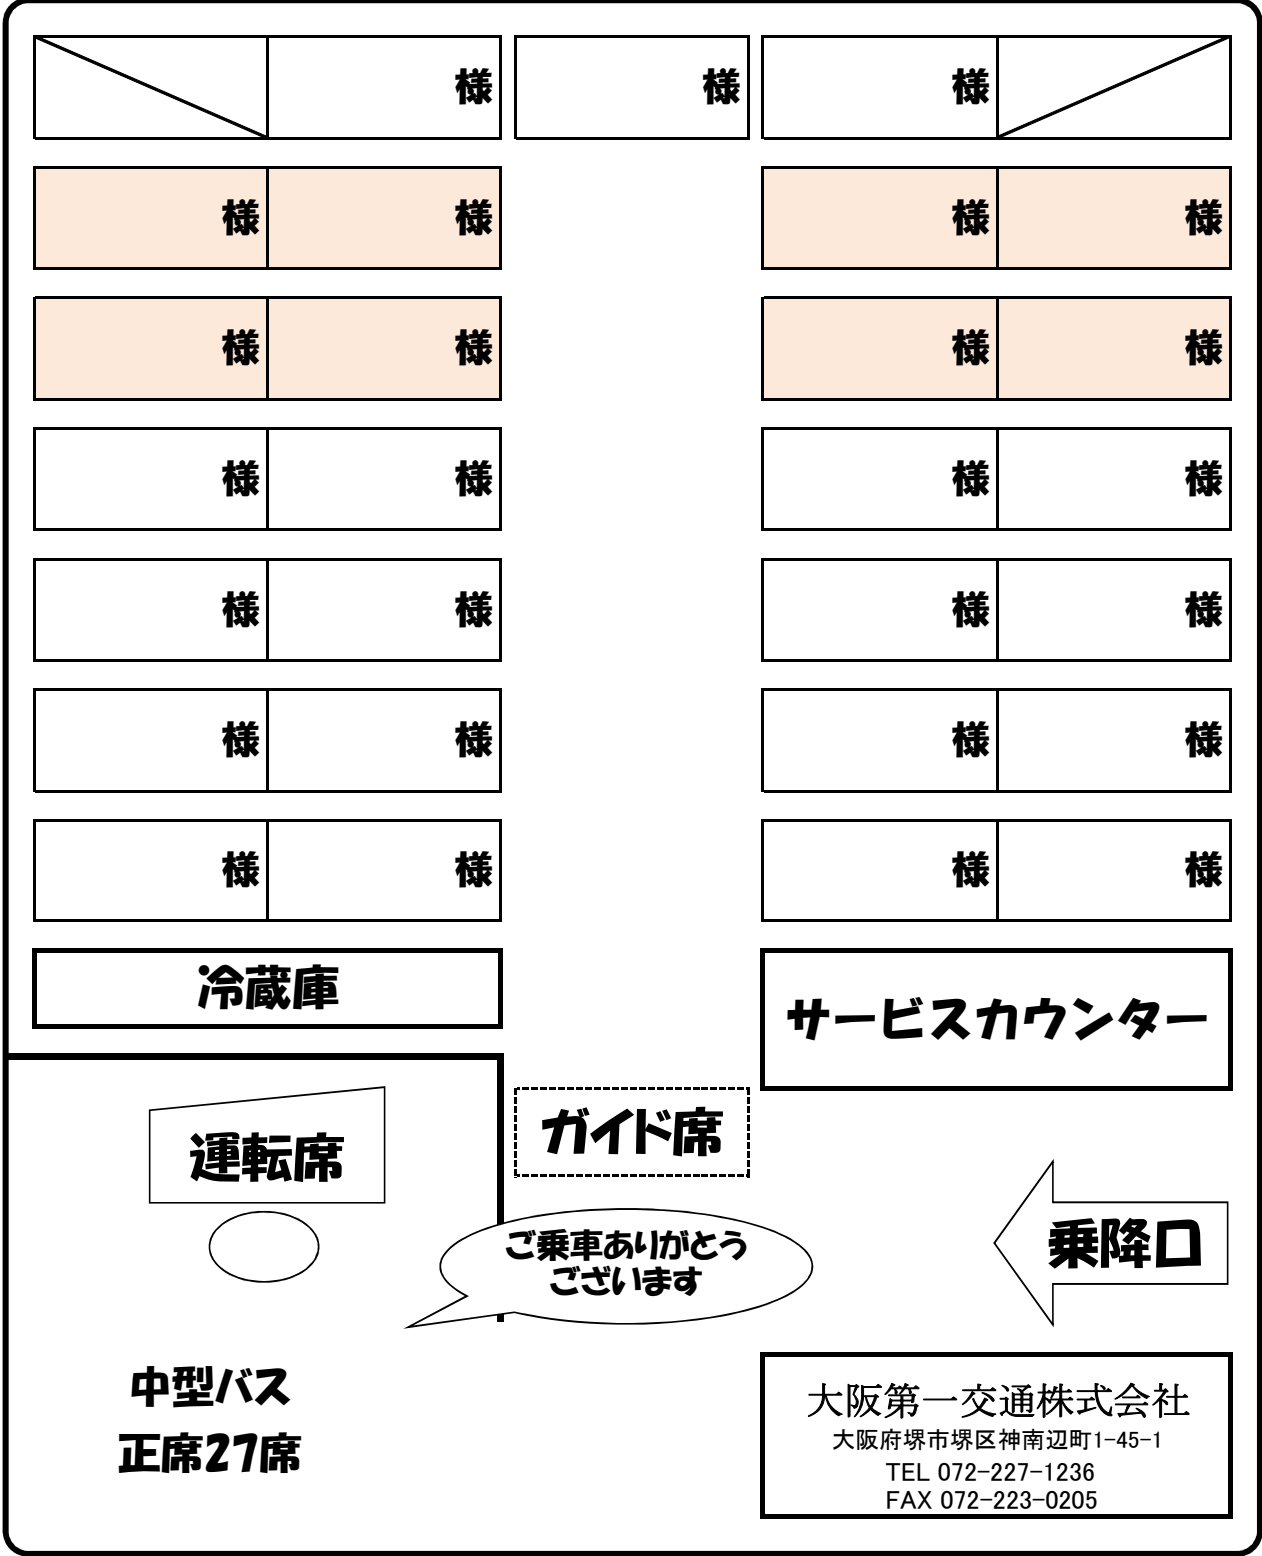 様 様 様
様 様 様 様
様 様 様 様
様 様 様 様
様 様 様 様
様 様 様 様
様 様 様 様
冷蔵庫
サービスカウンター
ガイド席
運転席
乗降口
ご乗車ありがとう
ございます
中型バス
正席27席
大阪第一交通株式会社
大阪府堺市堺区神南辺町1-45-1
TEL 072-227-1236
FAX 072-223-0205